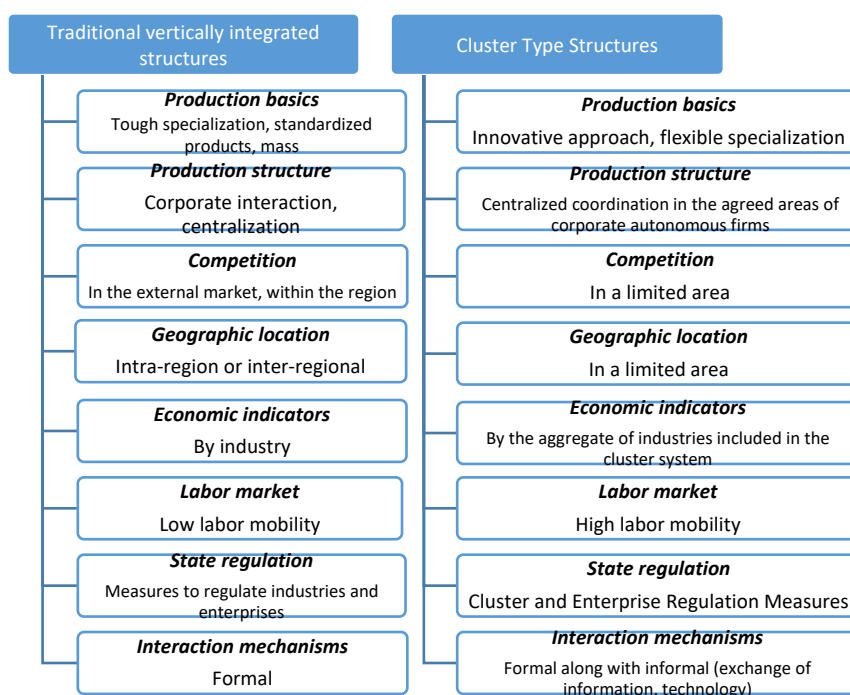 Traditional vertically integrated
structures
Production basics
Tough specialization, standardized
products, mass
Production structure
Corporate interaction,
centralization
Competition
In the external market, within the region
Geographic location
Intra-region or inter-regional
Economic indicators
By industry
Labor market
Low labor mobility
State regulation
Measures to regulate industries and
enterprises
Interaction mechanisms
Formal
Cluster Type Structures
Production basics
Innovative approach, flexible specialization
Production structure
Centralized coordination in the agreed areas of
corporate autonomous firms
Competition
In a limited area
Geographic location
In a limited area
Economic indicators
By the aggregate of industries included in the
cluster system
Labor market
High labor mobility
State regulation
Cluster and Enterprise Regulation Measures
Interaction mechanisms
Formal along with informal (exchange of
information, technology)